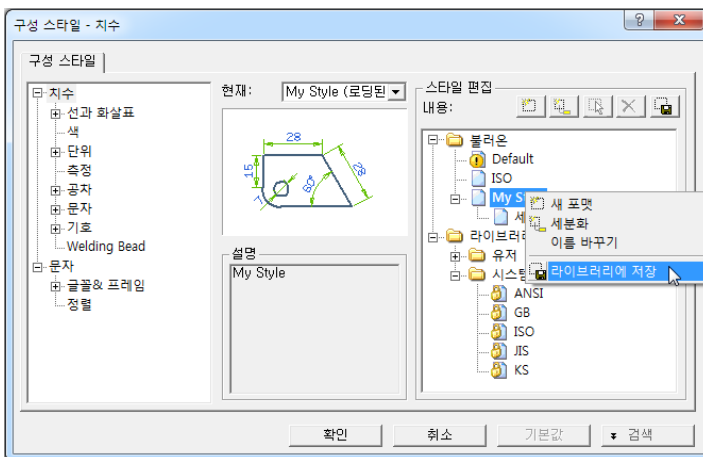 구성 스타일 - 치수
구성 스타일
치수
선과 화살표
색
단위
측정
공차
문자
기호
Welding Bead
문자
글꼴& 프레임
정렬
현재:
My Style (로딩된
28
15
60°
7
설명
My Style
스타일 편집
내용:
불러온
Default
ISO
My S
세
라이브러리
유저
시스템
ANSI
GB
ISO
JIS
KS
새 포맷
세분화
이름 바꾸기
라이브러리에 저장
확인
취소
기본값
검색